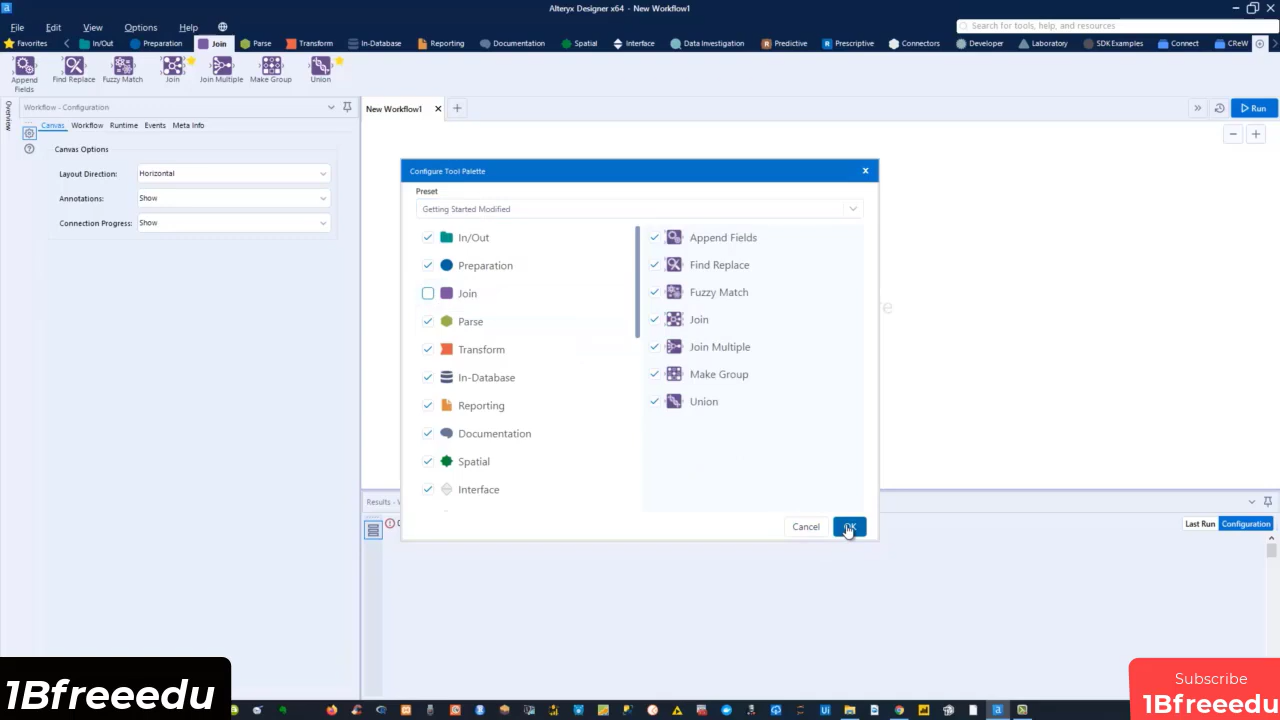 Alteryx Designer x64 - New Workflow1
File Edit View Options Help
Search for tools, help, and resources
Favorites In/Out Preparation Join Parse Transform In-Database Reporting Documentation Spatial Interface Data Investigation Predictive Prescriptive Connectors Developer Laboratory SDK Examples Connect CReW
Append Fields Find Replace Fuzzy Match Join Join Multiple Make Group Union
Overview
Workflow - Configuration
New Workflow1
Run
Canvas Workflow Runtime Events Meta Info
Canvas Options
Layout Direction: Horizontal
Annotations: Show
Connection Progress: Show
Configure Tool Palette
Preset
Getting Started Modified
In/Out
Preparation
Join
Parse
Transform
In-Database
Reporting
Documentation
Spatial
Interface
Append Fields
Find Replace
Fuzzy Match
Join
Join Multiple
Make Group
Union
Cancel OK
re
Results -
Last Run Configuration
1Bfreeedu
Subscribe
1Bfreeedu